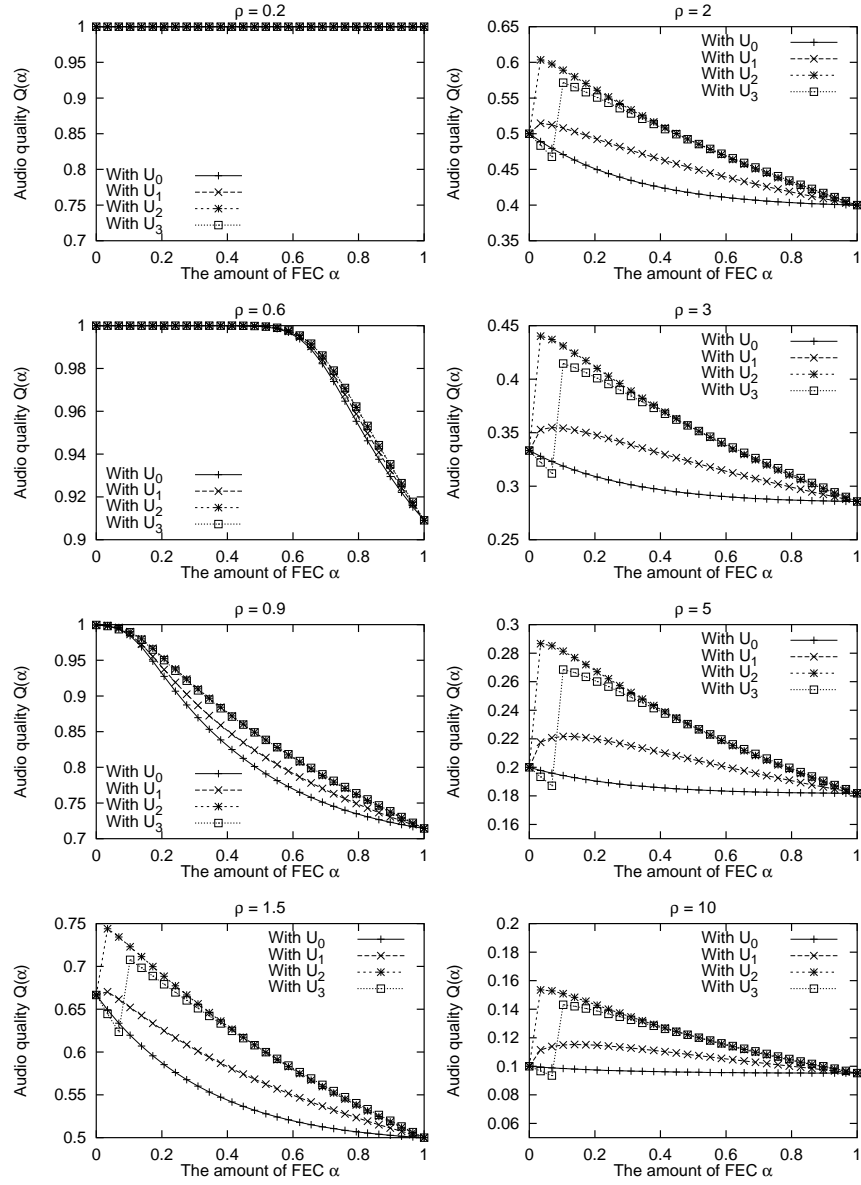 ρ = 0.2
1
0.95
0.9
0.85
0.8
0.75
0.7
0 0.2 0.4 0.6 0.8 1
Audio quality Q(α)
The amount of FEC α
With U0
With U1
With U2
With U3
ρ = 2
0.65
0.6
0.55
0.5
0.45
0.4
0.35
0 0.2 0.4 0.6 0.8 1
Audio quality Q(α)
The amount of FEC α
With U0
With U1
With U2
With U3
ρ = 0.6
1
0.98
0.96
0.94
0.92
0.9
0 0.2 0.4 0.6 0.8 1
Audio quality Q(α)
The amount of FEC α
With U0
With U1
With U2
With U3
ρ = 3
0.45
0.4
0.35
0.3
0.25
0 0.2 0.4 0.6 0.8 1
Audio quality Q(α)
The amount of FEC α
With U0
With U1
With U2
With U3
ρ = 0.9
1
0.95
0.9
0.85
0.8
0.75
0.7
0 0.2 0.4 0.6 0.8 1
Audio quality Q(α)
The amount of FEC α
With U0
With U1
With U2
With U3
ρ = 5
0.3
0.28
0.26
0.24
0.22
0.2
0.18
0.16
0 0.2 0.4 0.6 0.8 1
Audio quality Q(α)
The amount of FEC α
With U0
With U1
With U2
With U3
ρ = 1.5
0.75
0.7
0.65
0.6
0.55
0.5
0 0.2 0.4 0.6 0.8 1
Audio quality Q(α)
The amount of FEC α
With U0
With U1
With U2
With U3
ρ = 10
0.2
0.18
0.16
0.14
0.12
0.1
0.08
0.06
0 0.2 0.4 0.6 0.8 1
Audio quality Q(α)
The amount of FEC α
With U0
With U1
With U2
With U3